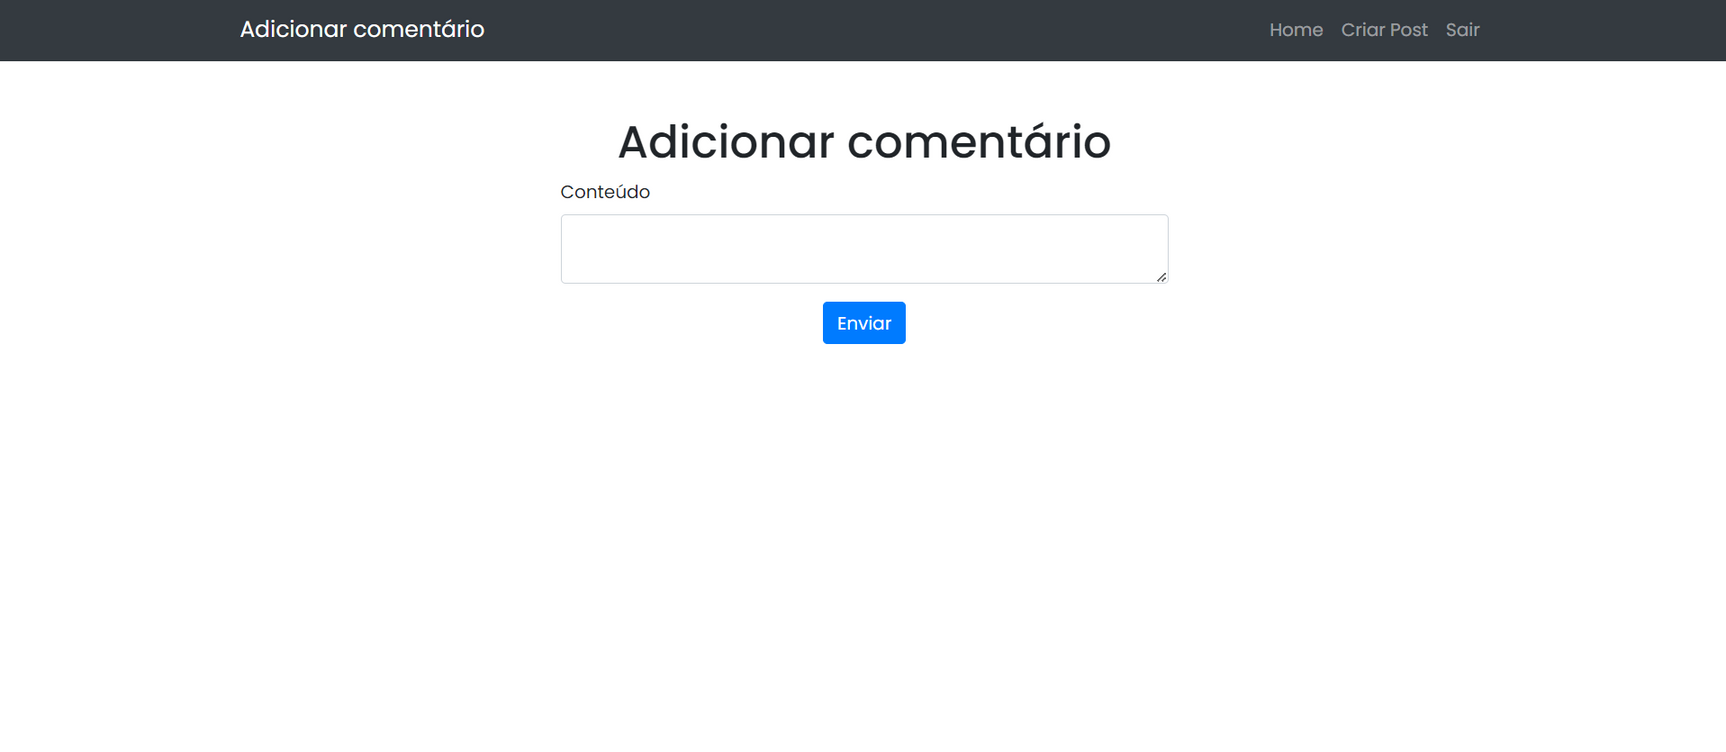 Adicionar comentário
Home Criar Post Sair
Adicionar comentário
Conteúdo
Enviar